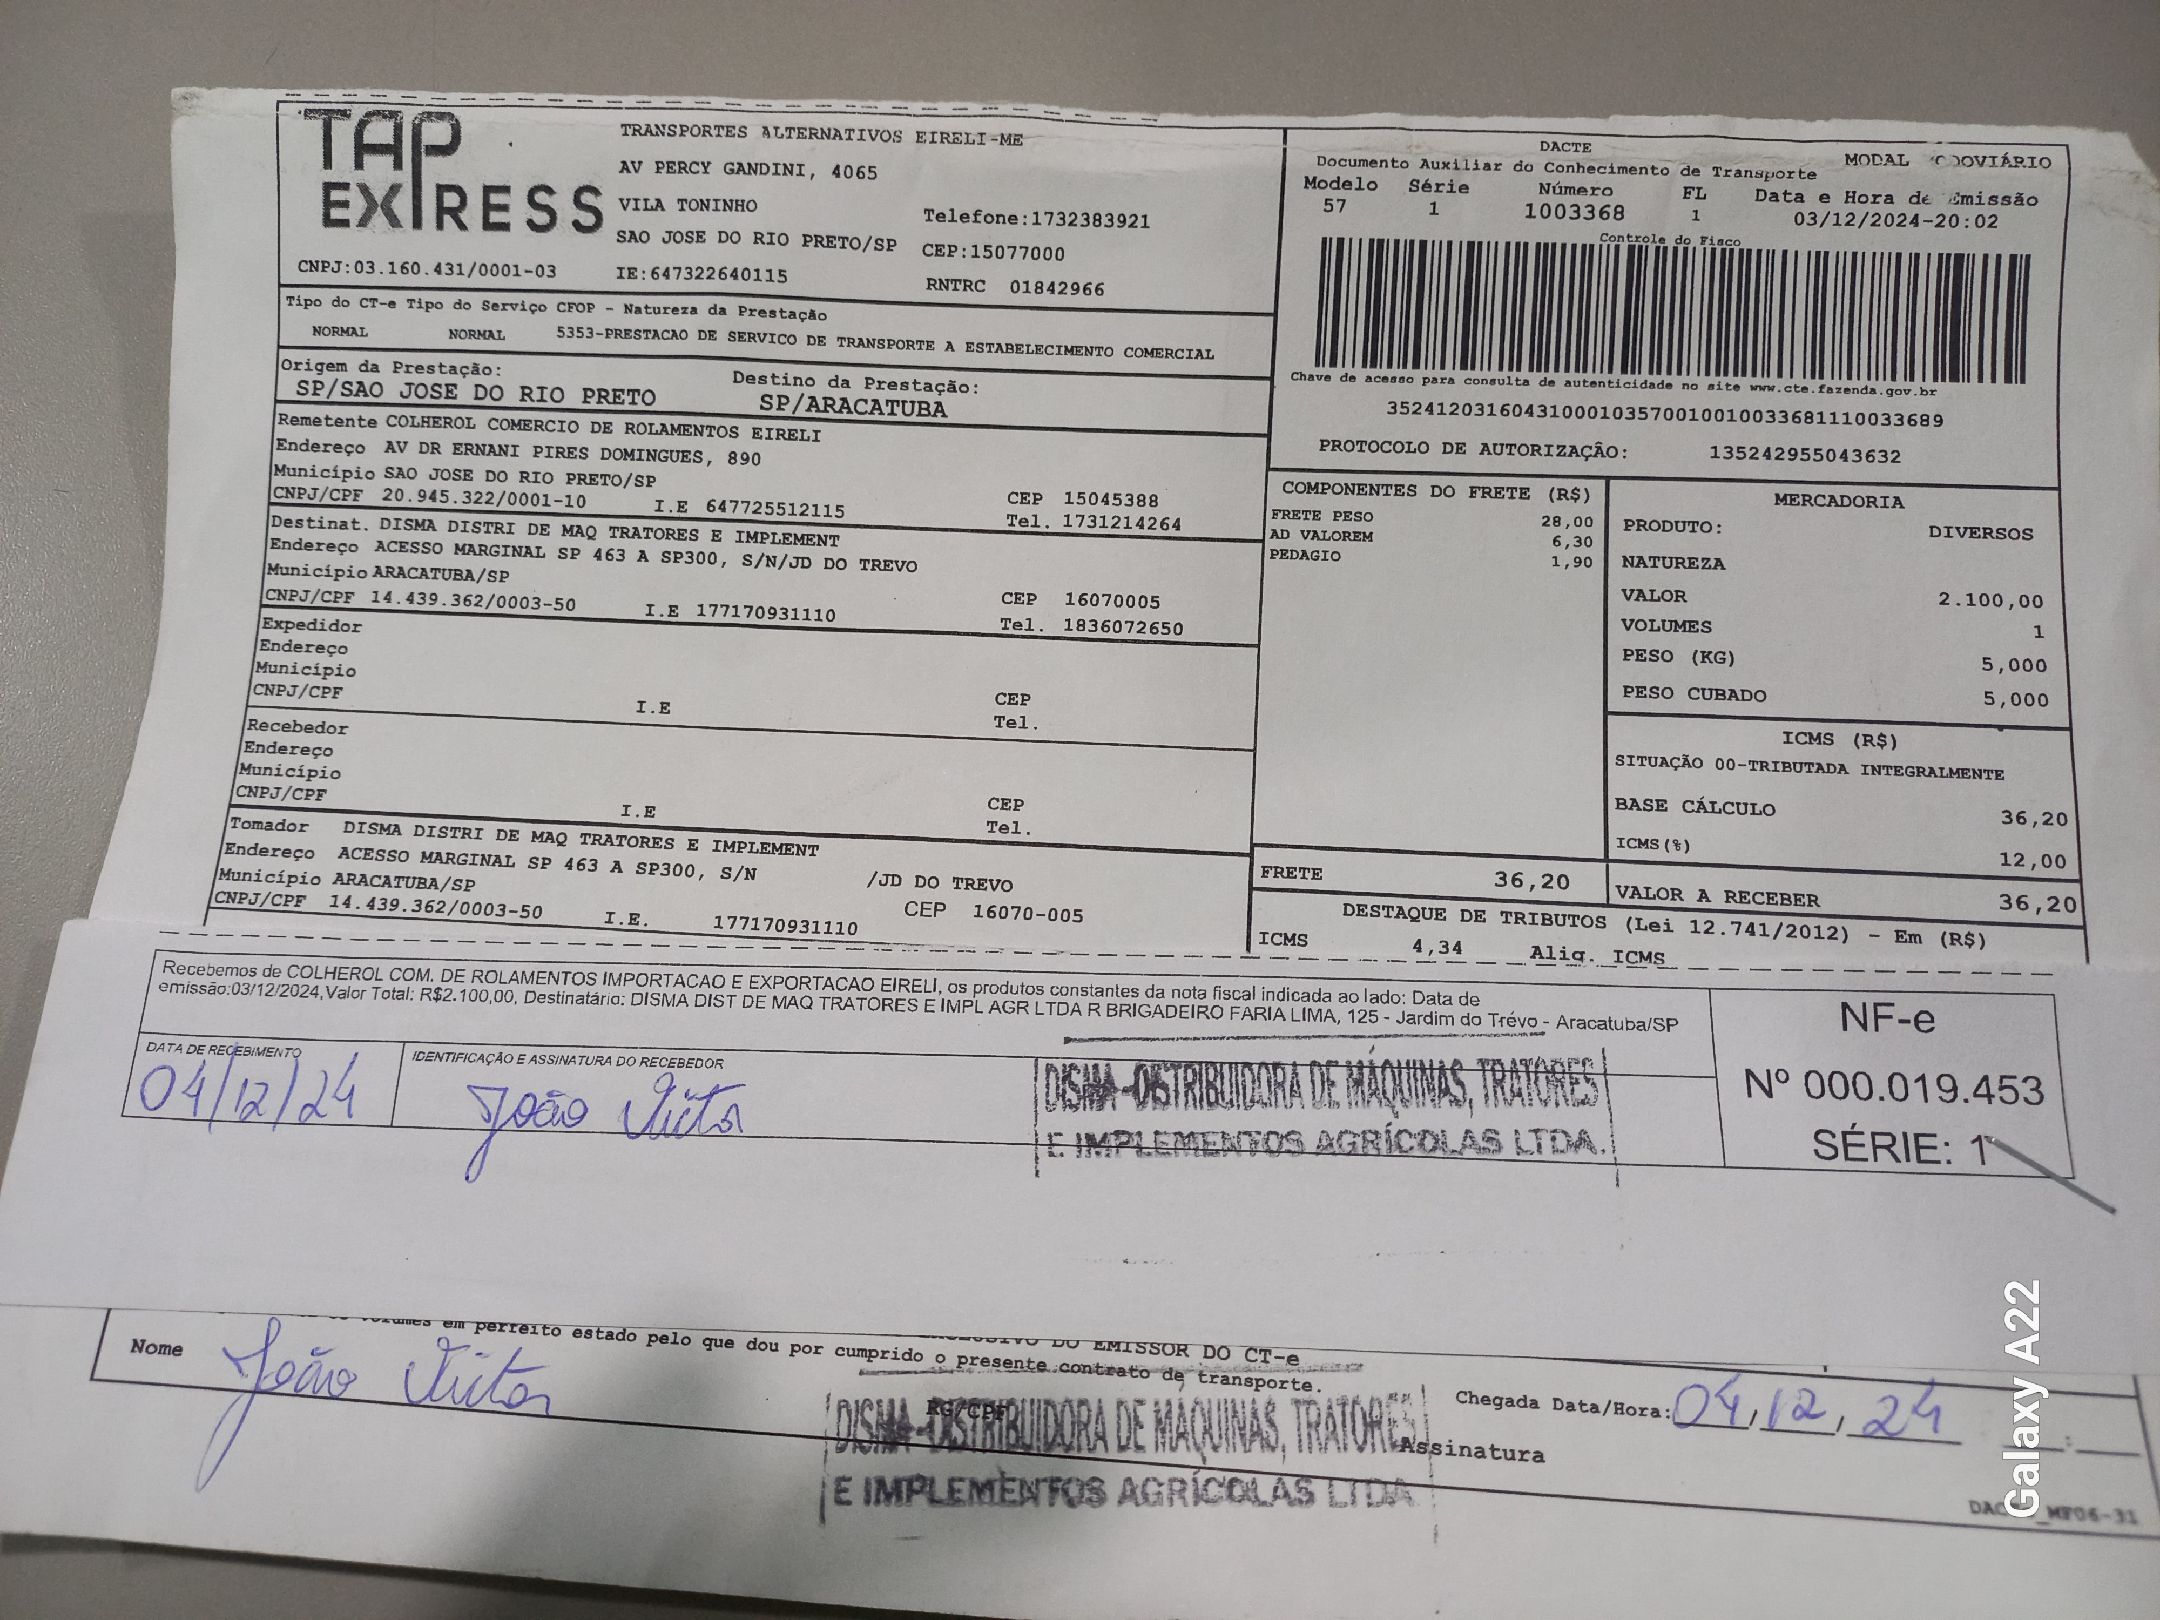 TAP EXPRESS
TRANSPORTES ALTERNATIVOS EIRELI-ME
AV PERCY GANDINI, 4065
VILA TONINHO
Telefone:1732383921
SAO JOSE DO RIO PRETO/SP CEP:15077000
CNPJ:03.160.431/0001-03 IE:647322640115 RNTRC 01842966
DACTE
Documento Auxiliar do Conhecimento de Transporte
MODAL
Modelo Série Número FL Data e Hora de Emissão
57 1 1003368 1 03/12/2024-20:02
Controle do Fisco
Chave de acesso para consulta de autenticidade no site www.cte.fazenda.gov.br
35241203160431000103570010010033681110033689
PROTOCOLO DE AUTORIZAÇÃO: 135242955043632
Tipo do CT-e Tipo do Serviço CFOP - Natureza da Prestação
NORMAL NORMAL 5353-PRESTACAO DE SERVICO DE TRANSPORTE A ESTABELECIMENTO COMERCIAL
Origem da Prestação: Destino da Prestação:
SP/SAO JOSE DO RIO PRETO SP/ARACATUBA
Remetente COLHEROL COMERCIO DE ROLAMENTOS EIRELI
Endereço AV DR ERNANI PIRES DOMINGUES, 890
Município SAO JOSE DO RIO PRETO/SP CEP 15045388
CNPJ/CPF 20.945.322/0001-10 I.E 647725512115 Tel. 1731214264
Destinat. DISMA DISTRI DE MAQ TRATORES E IMPLEMENT
Endereço ACESSO MARGINAL SP 463 A SP300, S/N/JD DO TREVO
Município ARACATUBA/SP CEP 16070005
CNPJ/CPF 14.439.362/0003-50 I.E 177170931110 Tel. 1836072650
Expedidor
Endereço
Município CEP
CNPJ/CPF I.E Tel.
Recebedor
Endereço
Município CEP
CNPJ/CPF I.E Tel.
Tomador DISMA DISTRI DE MAQ TRATORES E IMPLEMENT
Endereço ACESSO MARGINAL SP 463 A SP300, S/N /JD DO TREVO
Município ARACATUBA/SP CEP 16070-005
CNPJ/CPF 14.439.362/0003-50 I.E. 177170931110
COMPONENTES DO FRETE (R$)
FRETE PESO 28,00
AD VALOREM 6,30
PEDAGIO 1,90
FRETE 36,20
MERCADORIA
PRODUTO: DIVERSOS
NATUREZA
VALOR 2.100,00
VOLUMES 1
PESO (KG) 5,000
PESO CUBADO 5,000
ICMS (R$)
SITUAÇÃO 00-TRIBUTADA INTEGRALMENTE
BASE CÁLCULO 36,20
ICMS(%) 12,00
VALOR A RECEBER 36,20
DESTAQUE DE TRIBUTOS (Lei 12.741/2012) - Em (R$)
ICMS 4,34 Aliq. ICMS
Recebemos de COLHEROL COM. DE ROLAMENTOS IMPORTACAO E EXPORTACAO EIRELI, os produtos constantes da nota fiscal indicada ao lado: Data de
emissão:03/12/2024,Valor Total: R$2.100,00, Destinatário: DISMA DIST DE MAQ TRATORES E IMPL AGR LTDA R BRIGADEIRO FARIA LIMA, 125 - Jardim do Trévo - Aracatuba/SP
DATA DE RECEBIMENTO IDENTIFICAÇÃO E ASSINATURA DO RECEBEDOR
04/12/24 João Victor
DISMA-DISTRIBUIDORA DE MÁQUINAS, TRATORES
E IMPLEMENTOS AGRÍCOLAS LTDA.
NF-e
Nº 000.019.453
SÉRIE: 1
DO EMISSOR DO CT-e
volumes em perfeito estado pelo que dou por cumprido o presente contrato de transporte.
Nome João Victor
RG/CPF
Chegada Data/Hora: 04,12,24 :
Assinatura
DISMA-DISTRIBUIDORA DE MÁQUINAS, TRATORES
E IMPLEMENTOS AGRÍCOLAS LTDA
Galaxy A22